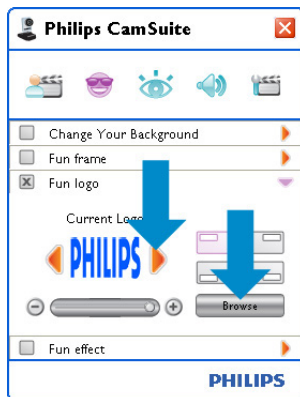 Philips CamSuite
Change Your Background
Fun frame
Fun logo
Current Logo
PHILIPS
Browse
Fun effect
PHILIPS